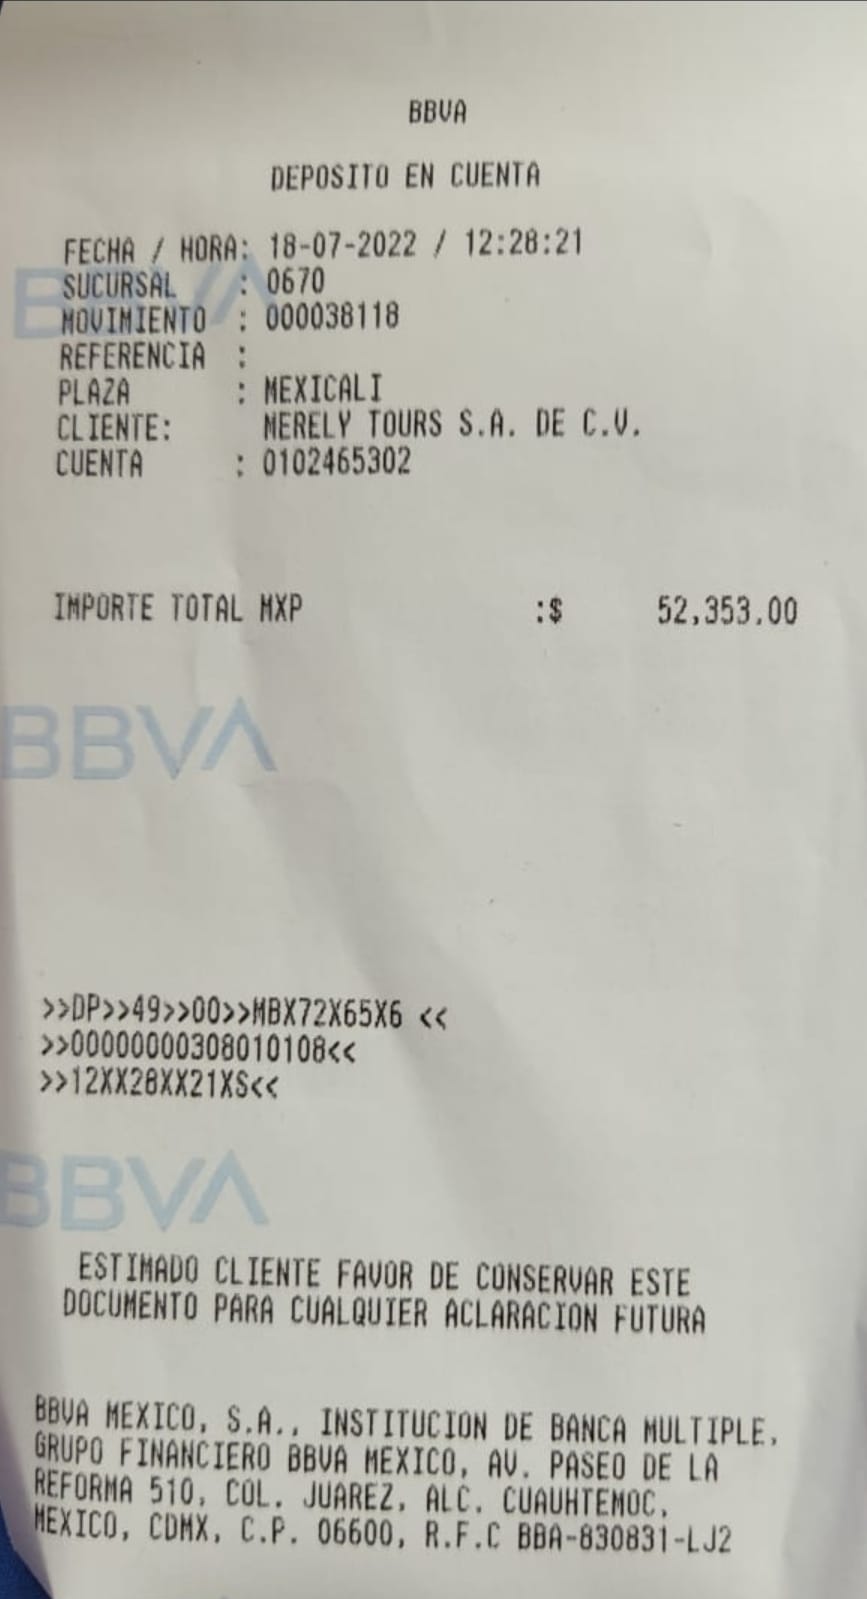 BBVA
DEPOSITO EN CUENTA
FECHA / HORA: 18-07-2022 / 12:28:21
SUCURSAL : 0670
MOVIMIENTO : 000038118
REFERENCIA :
PLAZA : MEXICALI
CLIENTE: MERELY TOURS S.A. DE C.V.
CUENTA : 0102465302
BBVA
IMPORTE TOTAL MXP :$ 52,353.00
BBVA
>>DP>>49>>00>>MBX72X65X6 <<
>>00000000308010108<<
>>12XX28XX21XS<<
BBVA
ESTIMADO CLIENTE FAVOR DE CONSERVAR ESTE
DOCUMENTO PARA CUALQUIER ACLARACION FUTURA
BBVA MEXICO, S.A., INSTITUCION DE BANCA MULTIPLE,
GRUPO FINANCIERO BBVA MEXICO, AV. PASEO DE LA
REFORMA 510, COL. JUAREZ, ALC. CUAUHTEMOC,
MEXICO, CDMX, C.P. 06600, R.F.C BBA-830831-LJ2